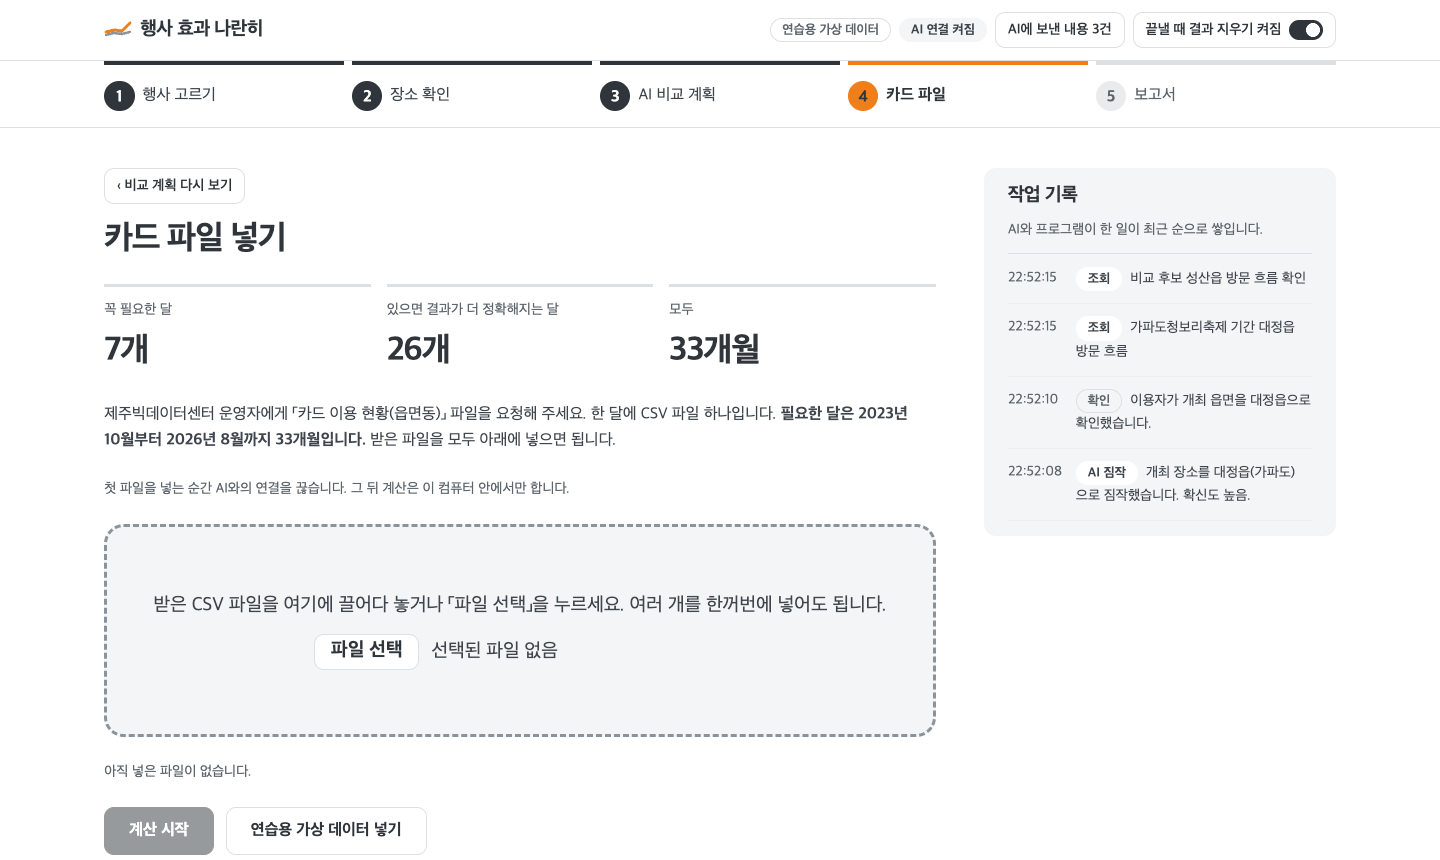 행사 효과 나란히
연습용 가상 데이터
AI 연결 켜짐
AI에 보낸 내용 3건
끝낼 때 결과 지우기 켜짐
1 행사 고르기
2 장소 확인
3 AI 비교 계획
4 카드 파일
5 보고서
‹ 비교 계획 다시 보기
카드 파일 넣기
꼭 필요한 달
7개
있으면 결과가 더 정확해지는 달
26개
모두
33개월
제주빅데이터센터 운영자에게 「카드 이용 현황(읍면동)」 파일을 요청해 주세요. 한 달에 CSV 파일 하나입니다. 필요한 달은 2023년
10월부터 2026년 8월까지 33개월입니다. 받은 파일을 모두 아래에 넣으면 됩니다.
첫 파일을 넣는 순간 AI와의 연결을 끊습니다. 그 뒤 계산은 이 컴퓨터 안에서만 합니다.
받은 CSV 파일을 여기에 끌어다 놓거나 「파일 선택」을 누르세요. 여러 개를 한꺼번에 넣어도 됩니다.
파일 선택 선택된 파일 없음
아직 넣은 파일이 없습니다.
계산 시작
연습용 가상 데이터 넣기
작업 기록
AI와 프로그램이 한 일이 최근 순으로 쌓입니다.
22:52:15 조회 비교 후보 성산읍 방문 흐름 확인
22:52:15 조회 가파도청보리축제 기간 대정읍
방문 흐름
22:52:10 확인 이용자가 개최 읍면을 대정읍으로
확인했습니다.
22:52:08 AI 짐작 개최 장소를 대정읍(가파도)
으로 짐작했습니다. 확신도 높음.